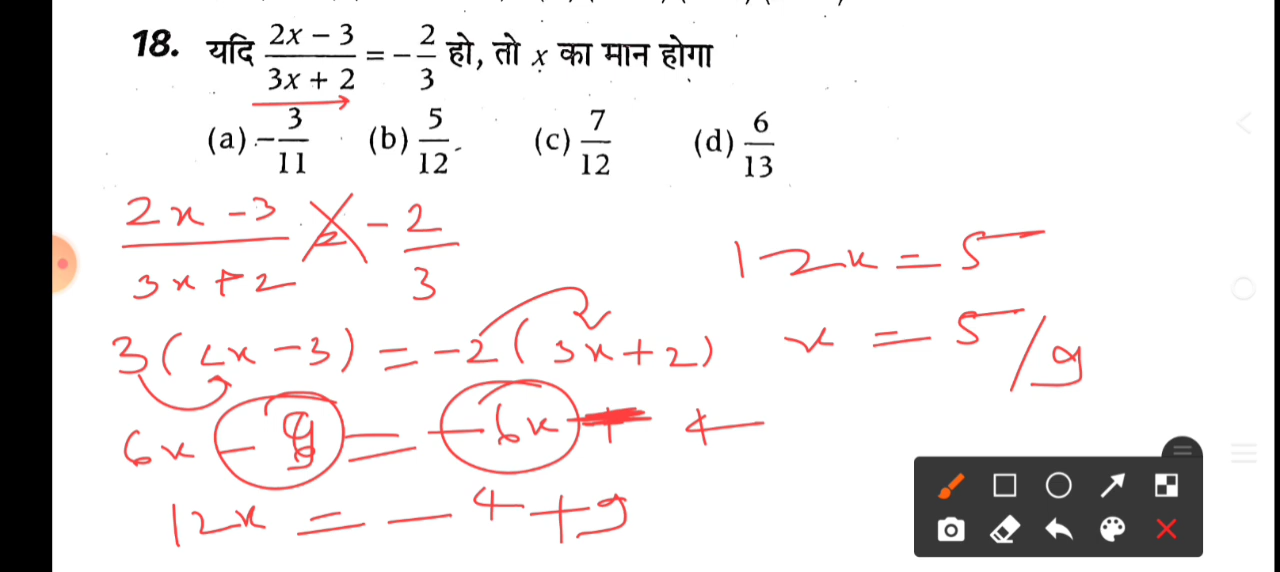 18. यदि (2x – 3)/(3x + 2) = –2/3 हो, तो x का मान होगा
(a) –3/11 (b) 5/12 (c) 7/12 (d) 6/13
(2x – 3)/(3x + 2) = –2/3
3(2x – 3) = –2(3x + 2)
6x – 9 = –6x – 4
12x = –4 + 9
12x = 5
x = 5/9